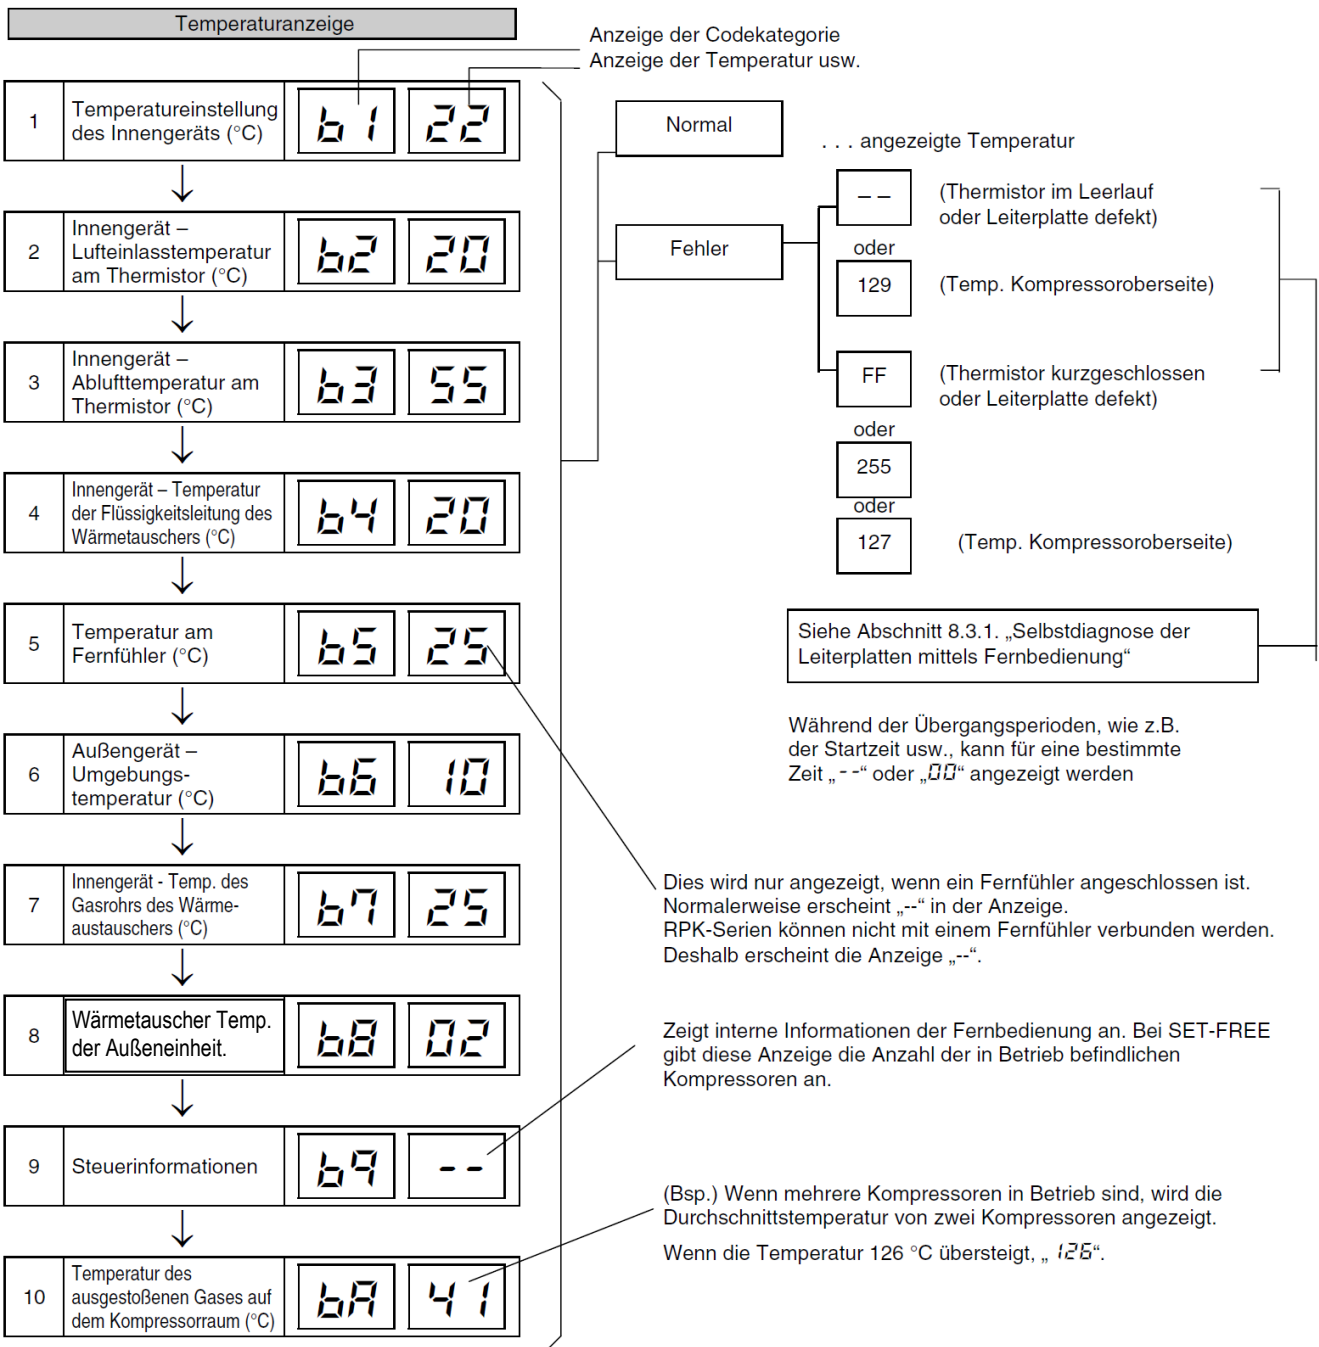 Temperaturanzeige
Anzeige der Codekategorie
Anzeige der Temperatur usw.
1
Temperatureinstellung
des Innengeräts (°C)
b1
22
2
Innengerät –
Lufteinlasstemperatur
am Thermistor (°C)
b2
20
3
Innengerät –
Ablufttemperatur am
Thermistor (°C)
b3
55
4
Innengerät – Temperatur
der Flüssigkeitsleitung des
Wärmetauschers (°C)
b4
20
5
Temperatur am
Fernfühler (°C)
b5
25
6
Außengerät –
Umgebungs-
temperatur (°C)
b6
10
7
Innengerät - Temp. des
Gasrohrs des Wärme-
austauschers (°C)
b7
25
8
Wärmetauscher Temp.
der Außeneinheit.
b8
02
9
Steuerinformationen
b9
--
10
Temperatur des
ausgestoßenen Gases auf
dem Kompressorraum (°C)
bA
41
Normal
. . . angezeigte Temperatur
Fehler
– –
(Thermistor im Leerlauf
oder Leiterplatte defekt)
oder
129
(Temp. Kompressoroberseite)
FF
(Thermistor kurzgeschlossen
oder Leiterplatte defekt)
oder
255
oder
127
(Temp. Kompressoroberseite)
Siehe Abschnitt 8.3.1. „Selbstdiagnose der
Leiterplatten mittels Fernbedienung“
Während der Übergangsperioden, wie z.B.
der Startzeit usw., kann für eine bestimmte
Zeit „--“ oder „00“ angezeigt werden
Dies wird nur angezeigt, wenn ein Fernfühler angeschlossen ist.
Normalerweise erscheint „--“ in der Anzeige.
RPK-Serien können nicht mit einem Fernfühler verbunden werden.
Deshalb erscheint die Anzeige „--“.
Zeigt interne Informationen der Fernbedienung an. Bei SET-FREE
gibt diese Anzeige die Anzahl der in Betrieb befindlichen
Kompressoren an.
(Bsp.) Wenn mehrere Kompressoren in Betrieb sind, wird die
Durchschnittstemperatur von zwei Kompressoren angezeigt.
Wenn die Temperatur 126 °C übersteigt, „ 126“.